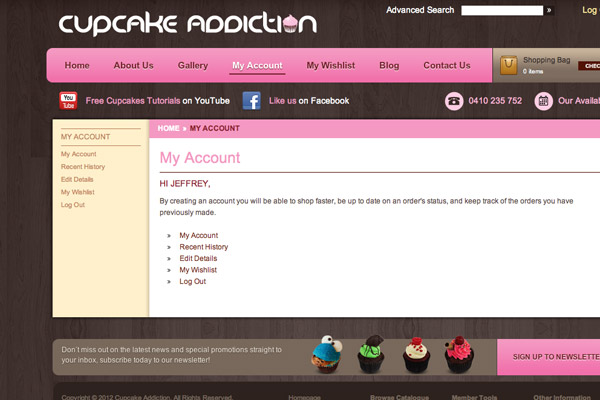 CUPCAKE ADDICTION
Advanced Search
»
Log
Home
About Us
Gallery
My Account
My Wishlist
Blog
Contact Us
Shopping Bag
0 items
CHEC
You
Tube
Free Cupcakes Tutorials on YouTube
f
Like us on Facebook
0410 235 752
Our Availa
MY ACCOUNT
My Account
Recent History
Edit Details
My Wishlist
Log Out
HOME » MY ACCOUNT
My Account
HI JEFFREY,
By creating an account you will be able to shop faster, be up to date on an order's status, and keep track of the orders you have
previously made.
» My Account
» Recent History
» Edit Details
» My Wishlist
» Log Out
Don't miss out on the latest news and special promotions straight to
your inbox, subscribe today to our newsletter!
SIGN UP TO NEWSLETTE
Copyright © 2012 Cupcake Addiction. All Rights Reserved.
Homepage
Browse Catalogue
Member Tools
Other Information